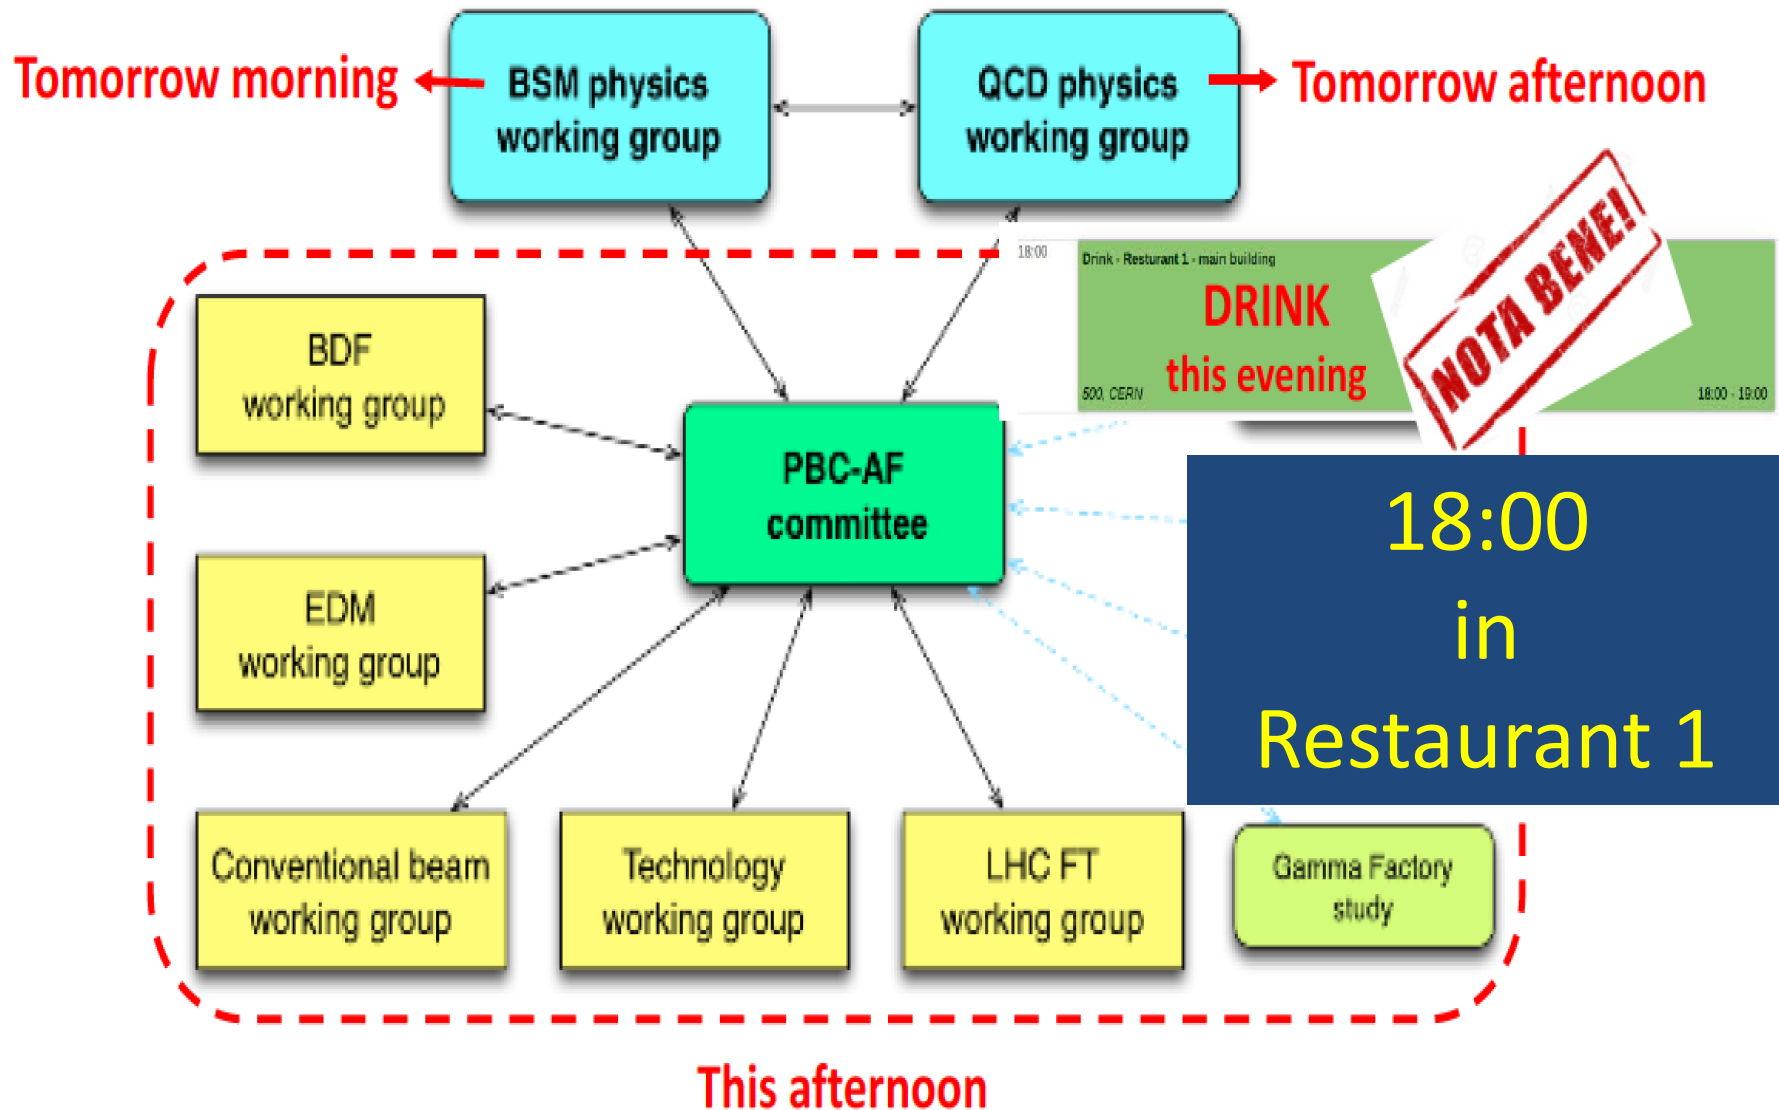 Tomorrow morning
BSM physics
working group
QCD physics
working group
Tomorrow afternoon
18:00
Drink - Resturant 1 - main building
DRINK
this evening
500, CERN
18:00 - 19:00
NOTA BENE!
BDF
working group
PBC-AF
committee
18:00
in
Restaurant 1
EDM
working group
Conventional beam
working group
Technology
working group
LHC FT
working group
Gamma Factory
study
This afternoon